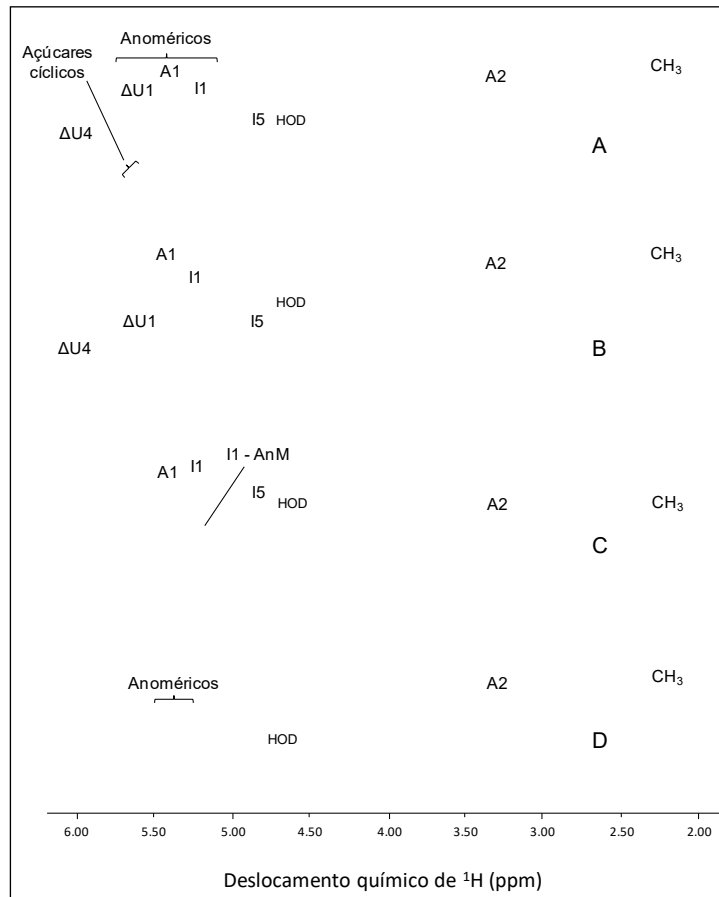 Anoméricos
Açúcares
cíclicos
ΔU1
A1
I1
A2
CH₃
ΔU4
I5
HOD
A
A1
I1
A2
CH₃
HOD
ΔU1
I5
ΔU4
B
I1 - AnM
A1
I1
I5
HOD
A2
CH₃
C
Anoméricos
A2
CH₃
HOD
D
6.00 5.50 5.00 4.50 4.00 3.50 3.00 2.50 2.00
Deslocamento químico de ¹H (ppm)